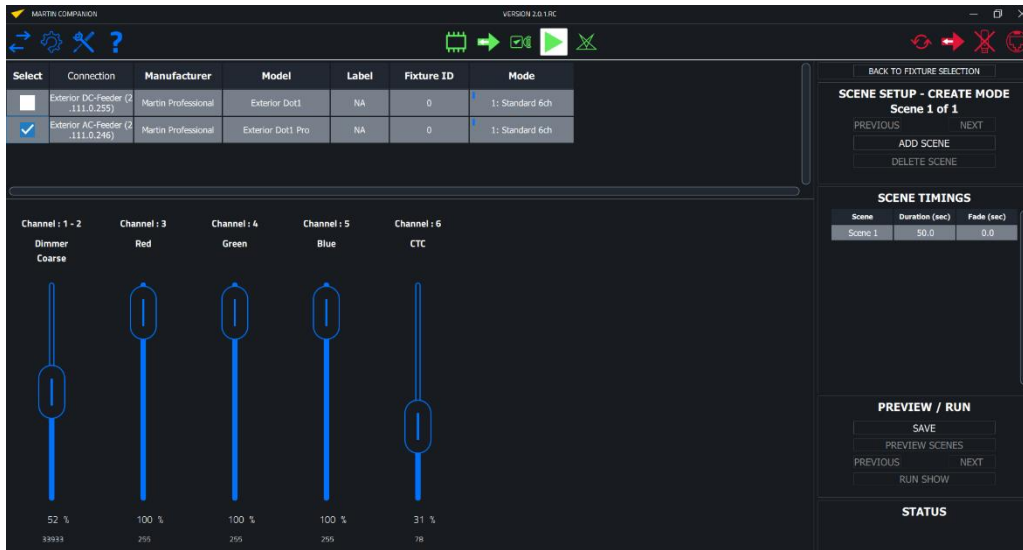 MARTIN COMPANION
VERSION 2.0.1.RC
?
BACK TO FIXTURE SELECTION
Select Connection Manufacturer Model Label Fixture ID Mode
Exterior DC-Feeder (2
.111.0.255) Martin Professional Exterior Dot1 NA 0 1: Standard 6ch
Exterior AC-Feeder (2
.111.0.246) Martin Professional Exterior Dot1 Pro NA 0 1: Standard 6ch
SCENE SETUP - CREATE MODE
Scene 1 of 1
PREVIOUS NEXT
ADD SCENE
DELETE SCENE
SCENE TIMINGS
Scene Duration (sec) Fade (sec)
Scene 1 50.0 0.0
Channel : 1 - 2 Channel : 3 Channel : 4 Channel : 5 Channel : 6
Dimmer Red Green Blue CTC
Coarse
52 % 100 % 100 % 100 % 31 %
33933 255 255 255 78
PREVIEW / RUN
SAVE
PREVIEW SCENES
PREVIOUS NEXT
RUN SHOW
STATUS